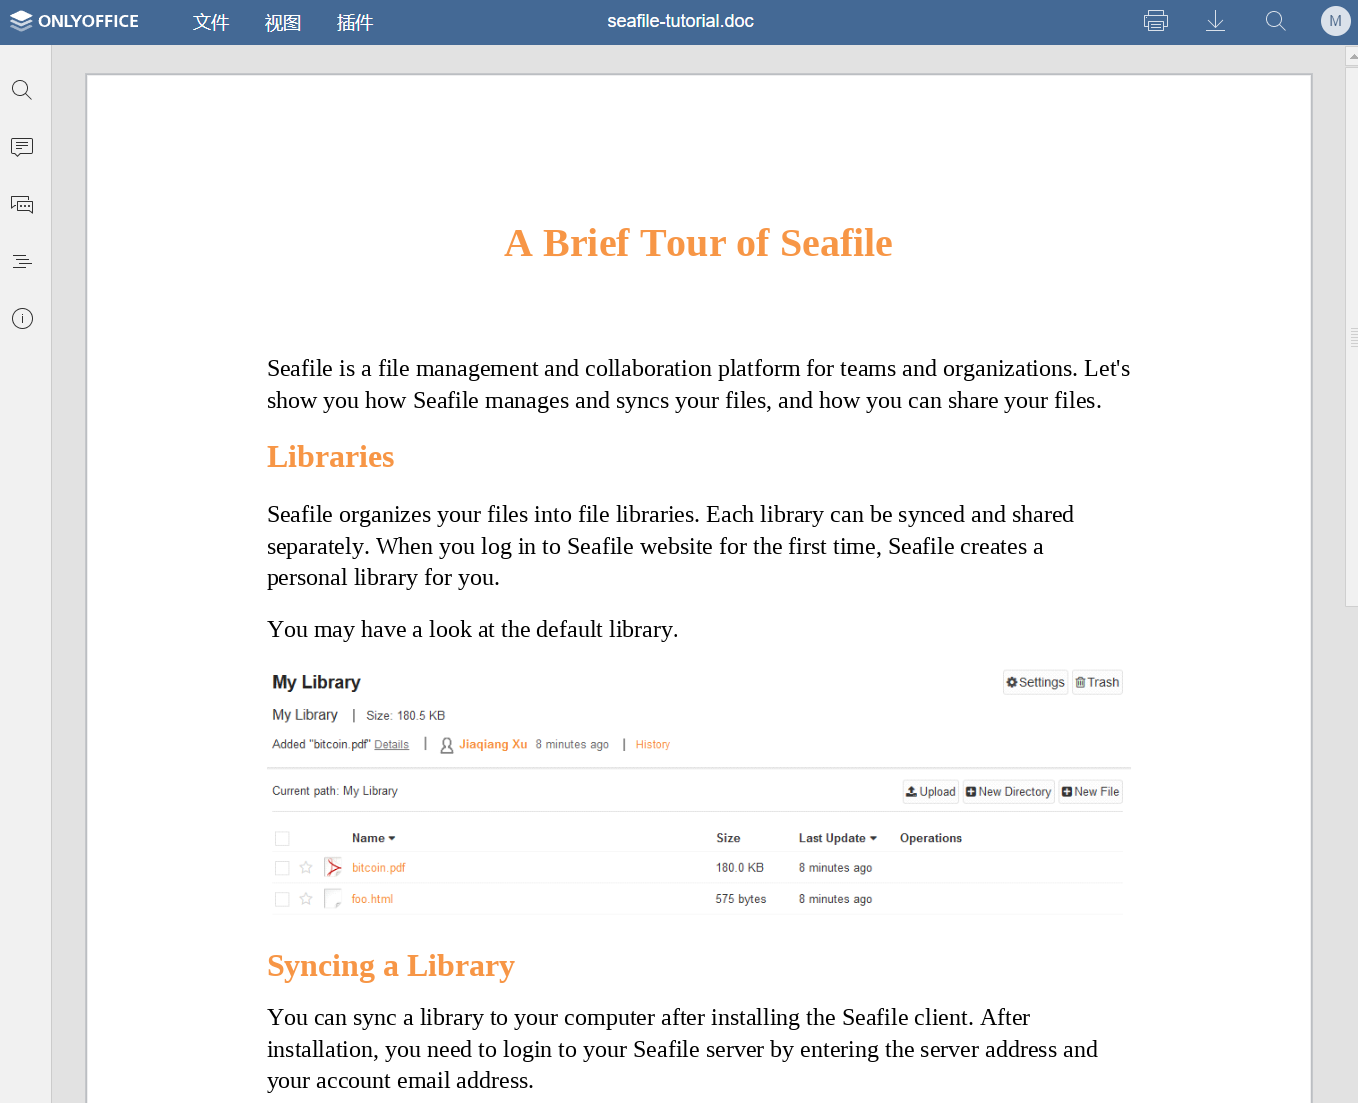 ONLYOFFICE 文件 视图 插件 seafile-tutorial.doc M
A Brief Tour of Seafile
Seafile is a file management and collaboration platform for teams and organizations. Let's
show you how Seafile manages and syncs your files, and how you can share your files.
Libraries
Seafile organizes your files into file libraries. Each library can be synced and shared
separately. When you log in to Seafile website for the first time, Seafile creates a
personal library for you.
You may have a look at the default library.
My Library Settings Trash
My Library | Size: 180.5 KB
Added "bitcoin.pdf" Details | Jiaqiang Xu 8 minutes ago | History
Current path: My Library Upload New Directory New File
Name Size Last Update Operations
bitcoin.pdf 180.0 KB 8 minutes ago
foo.html 575 bytes 8 minutes ago
Syncing a Library
You can sync a library to your computer after installing the Seafile client. After
installation, you need to login to your Seafile server by entering the server address and
your account email address.